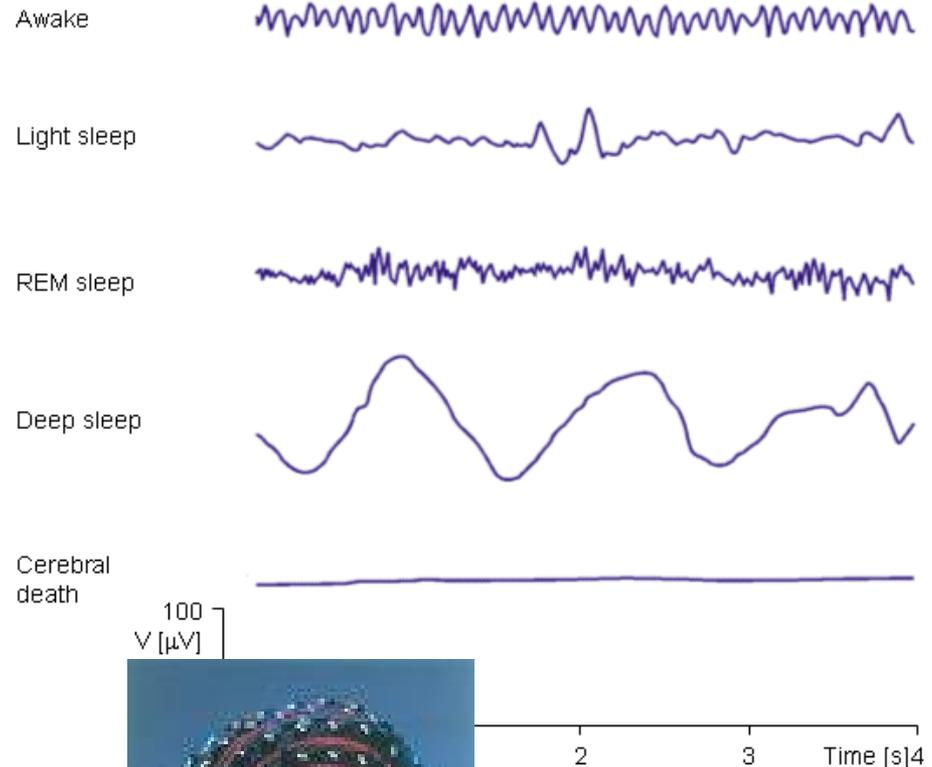 Awake
Light sleep
REM sleep
Deep sleep
Cerebral
death
100
V [µV]
2 3 Time [s]4